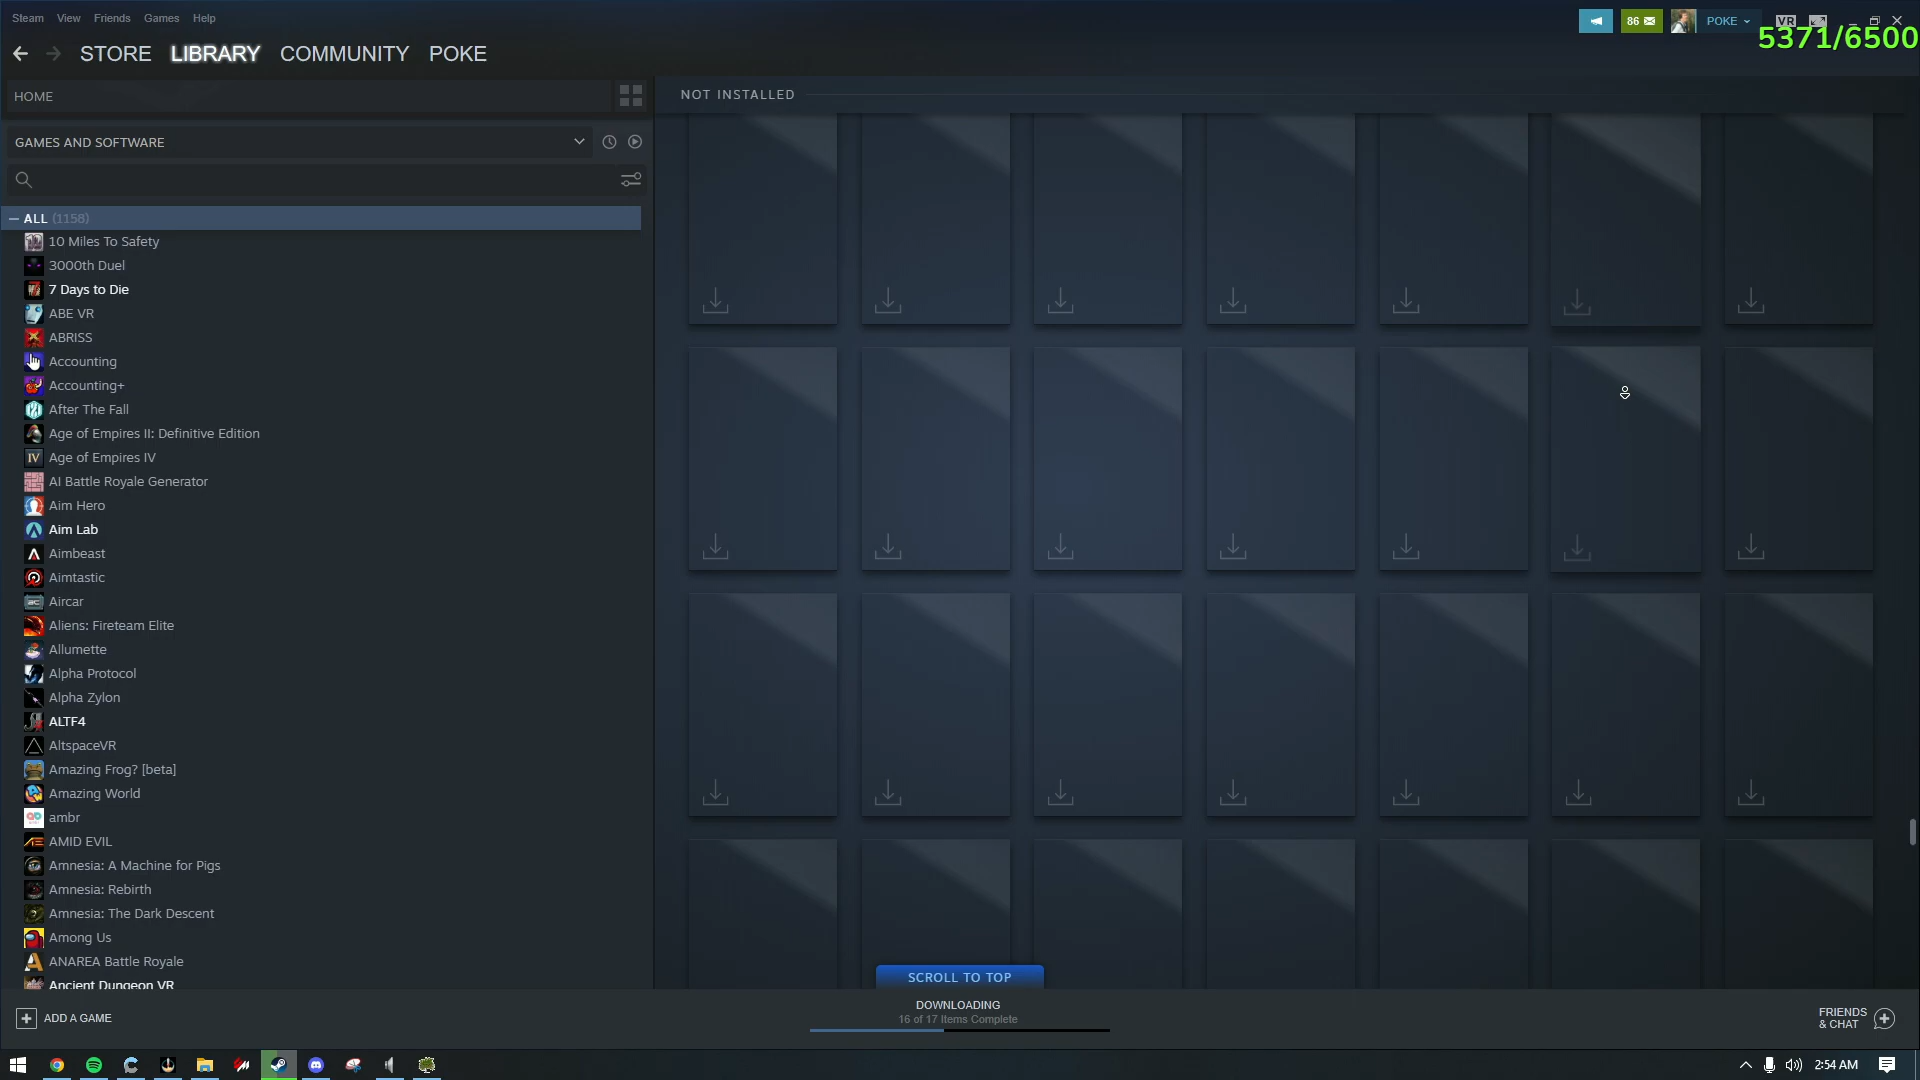 Steam View Friends Games Help
86 POKE VR
5371/6500
STORE LIBRARY COMMUNITY POKE
HOME
NOT INSTALLED
GAMES AND SOFTWARE
ALL (1158)
10 Miles To Safety
3000th Duel
7 Days to Die
ABE VR
ABRISS
Accounting
Accounting+
After The Fall
Age of Empires II: Definitive Edition
IV Age of Empires IV
AI Battle Royale Generator
Aim Hero
Aim Lab
Aimbeast
Aimtastic
Aircar
Aliens: Fireteam Elite
Allumette
Alpha Protocol
Alpha Zylon
ALTF4
AltspaceVR
Amazing Frog? [beta]
Amazing World
ambr
AMID EVIL
Amnesia: A Machine for Pigs
Amnesia: Rebirth
Amnesia: The Dark Descent
Among Us
ANAREA Battle Royale
Ancient Dungeon VR
SCROLL TO TOP
ADD A GAME
DOWNLOADING
16 of 17 Items Complete
FRIENDS
& CHAT
2:54 AM